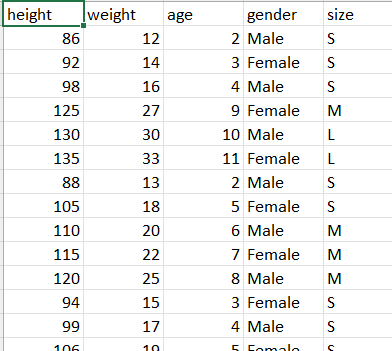 height weight age gender size
86 12 2 Male S
92 14 3 Female S
98 16 4 Male S
125 27 9 Female M
130 30 10 Male L
135 33 11 Female L
88 13 2 Male S
105 18 5 Female S
110 20 6 Male M
115 22 7 Female M
120 25 8 Male M
94 15 3 Female S
99 17 4 Male S
106 19 5 Female S